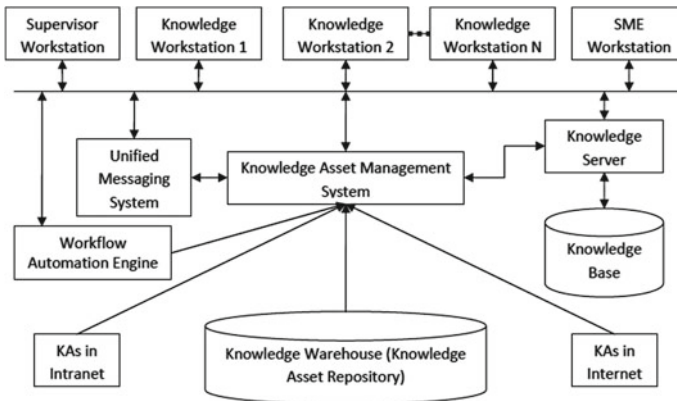 Supervisor
Workstation
Knowledge
Workstation 1
Knowledge
Workstation 2
Knowledge
Workstation N
SME
Workstation
Unified
Messaging
System
Knowledge Asset Management
System
Knowledge
Server
Workflow
Automation Engine
Knowledge
Base
KAs in
Intranet
Knowledge Warehouse (Knowledge
Asset Repository)
KAs in
Internet